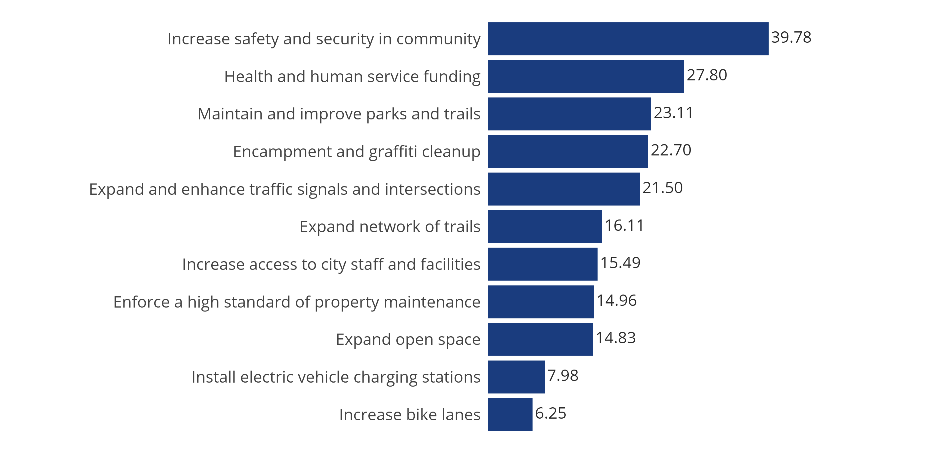 Increase safety and security in community 39.78
Health and human service funding 27.80
Maintain and improve parks and trails 23.11
Encampment and graffiti cleanup 22.70
Expand and enhance traffic signals and intersections 21.50
Expand network of trails 16.11
Increase access to city staff and facilities 15.49
Enforce a high standard of property maintenance 14.96
Expand open space 14.83
Install electric vehicle charging stations 7.98
Increase bike lanes 6.25